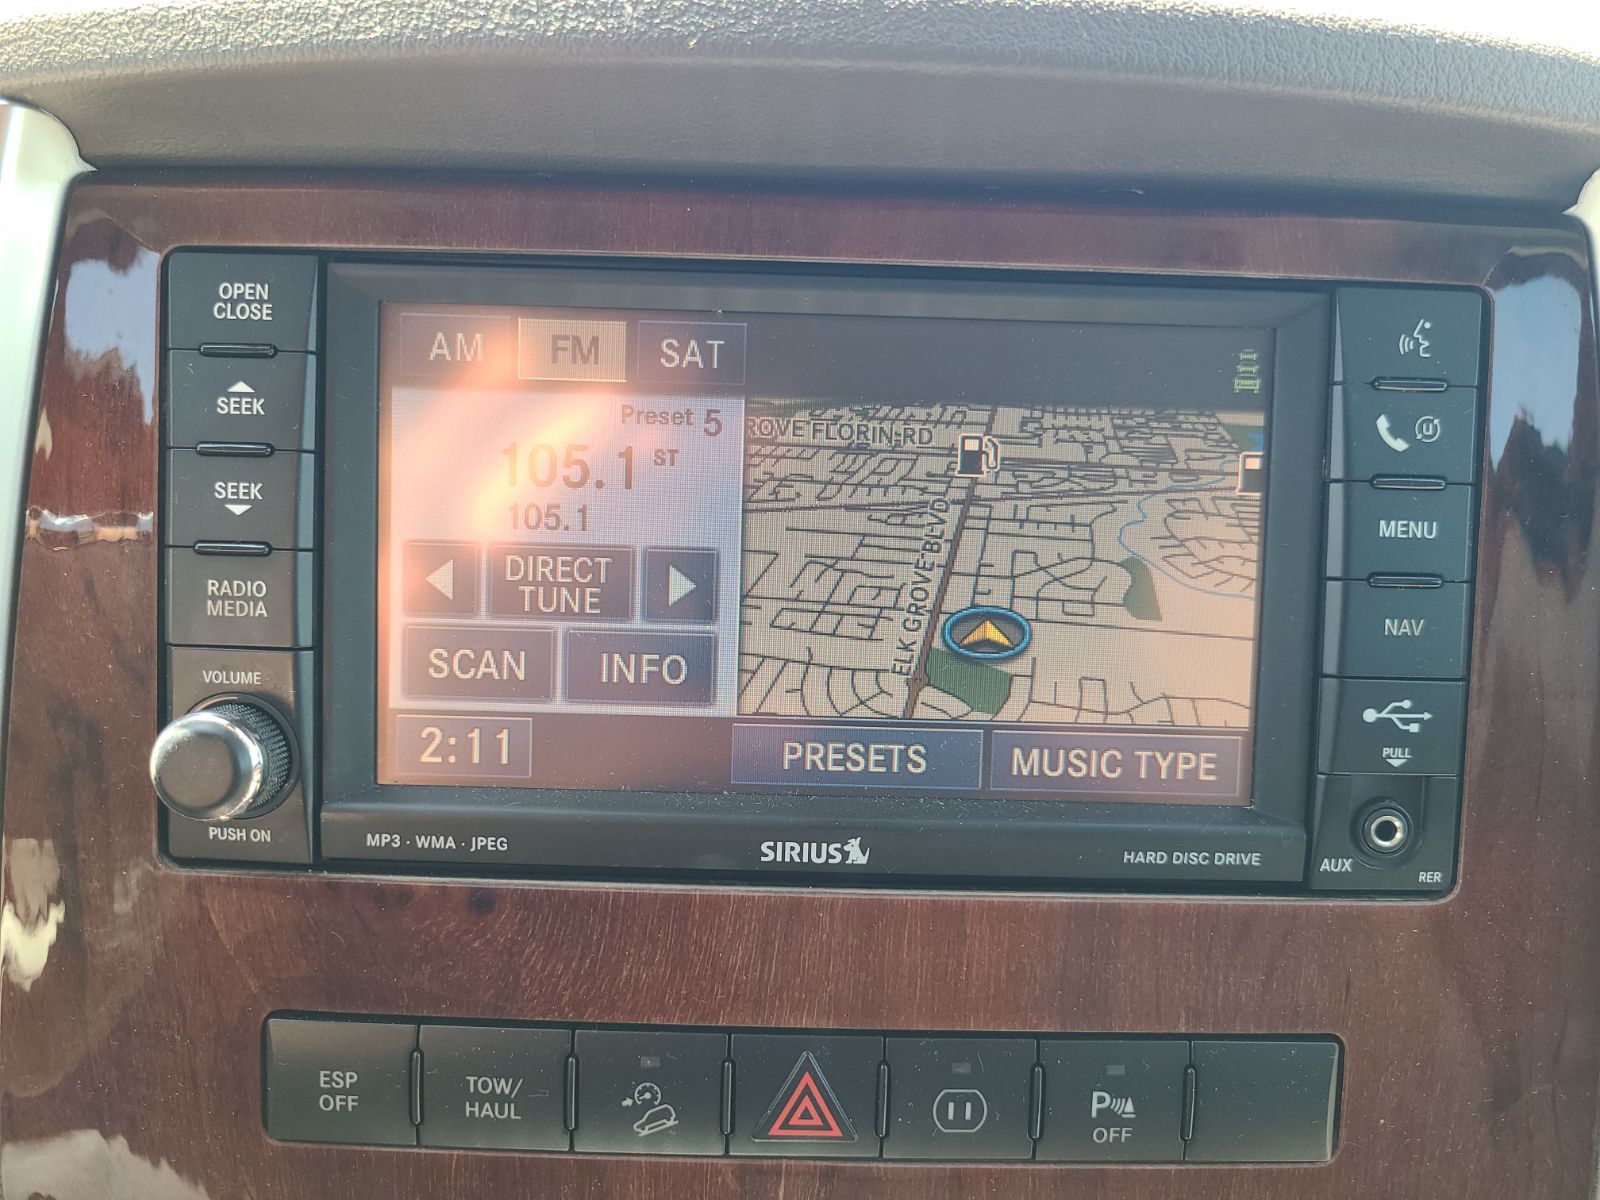 OPEN
CLOSE
SEEK
SEEK
RADIO
MEDIA
VOLUME
PUSH ON
AM FM SAT
Preset 5
105.1 ST
105.1
DIRECT
TUNE
SCAN INFO
2:11
ROVE FLORIN RD
ELK GROVE BLVD
PRESETS MUSIC TYPE
MP3 · WMA · JPEG
SIRIUS
HARD DISC DRIVE
MENU
NAV
PULL
AUX
RER
ESP
OFF
TOW/
HAUL
P
OFF